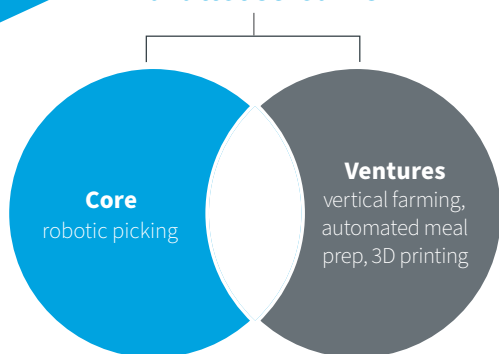 Core
robotic picking
Ventures
vertical farming,
automated meal
prep, 3D printing